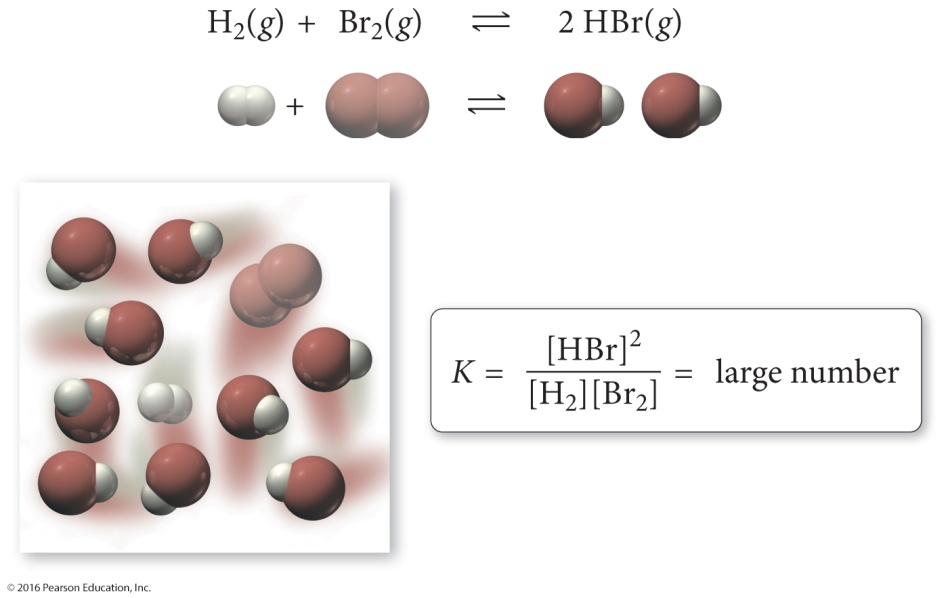 H₂(g) + Br₂(g) ⇌ 2 HBr(g)
+ ⇌
K = [HBr]² / [H₂][Br₂] = large number
© 2016 Pearson Education, Inc.